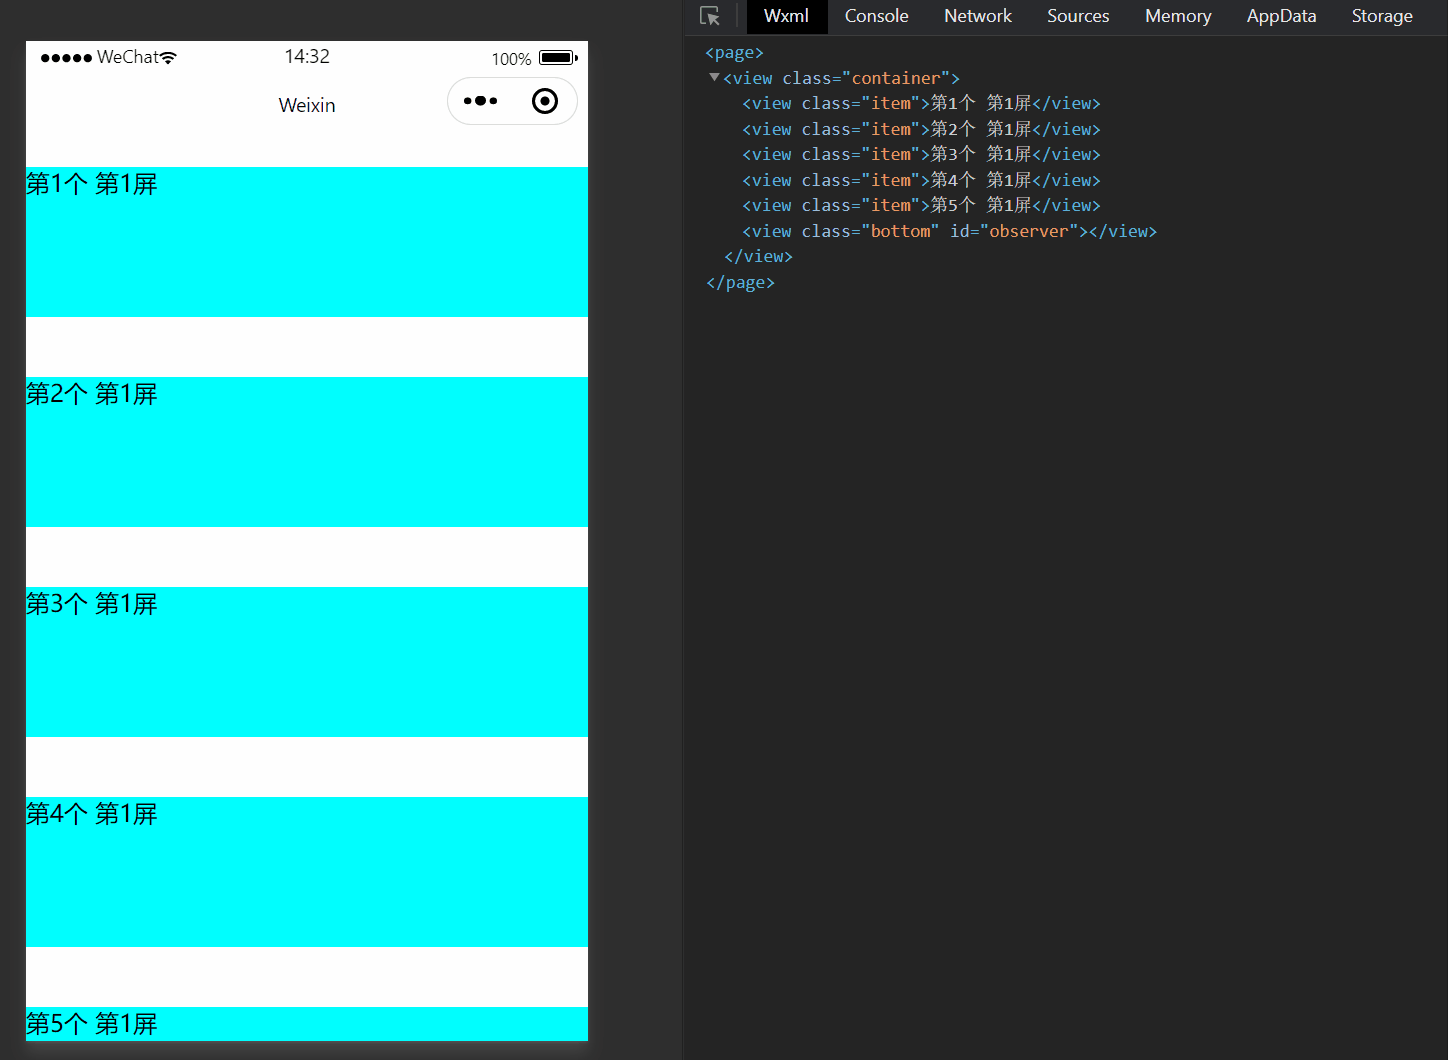 WeChat 14:32 100%
Weixin
第1个 第1屏
第2个 第1屏
第3个 第1屏
第4个 第1屏
第5个 第1屏
Wxml Console Network Sources Memory AppData Storage
<page>
<view class="container">
<view class="item">第1个 第1屏</view>
<view class="item">第2个 第1屏</view>
<view class="item">第3个 第1屏</view>
<view class="item">第4个 第1屏</view>
<view class="item">第5个 第1屏</view>
<view class="bottom" id="observer"></view>
</view>
</page>